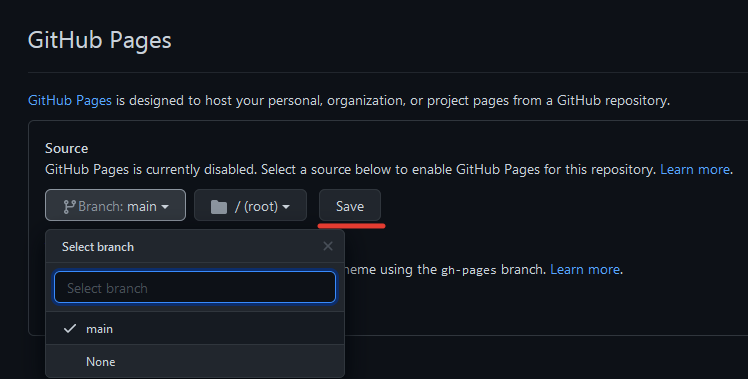 GitHub Pages
GitHub Pages is designed to host your personal, organization, or project pages from a GitHub repository.
Source
GitHub Pages is currently disabled. Select a source below to enable GitHub Pages for this repository. Learn more.
Branch: main / (root) Save
Select branch
heme using the gh-pages branch. Learn more.
Select branch
main
None